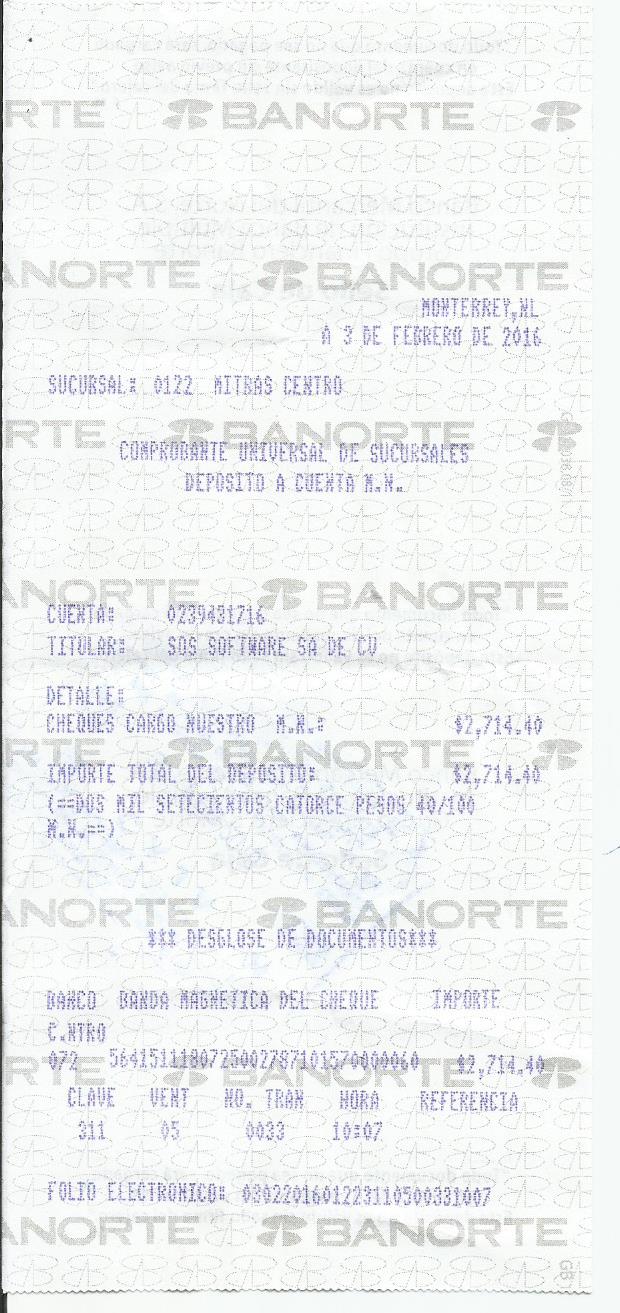 BANORTE
BANORTE
MONTERREY,NL
A 3 DE FEBRERO DE 2016
SUCURSAL: 0122 MITRAS CENTRO
BANORTE
COMPROBANTE UNIVERSAL DE SUCURSALES
DEPOSITO A CUENTA M.N.
BANORTE
CUENTA: 0239431716
TITULAR: SOS SOFTWARE SA DE CV
DETALLE:
CHEQUES CARGO NUESTRO M.N.: $2,714.40
BANORTE
IMPORTE TOTAL DEL DEPOSITO: $2,714.40
(==DOS MIL SETECIENTOS CATORCE PESOS 40/100
M.N.==)
BANORTE
*** DESGLOSE DE DOCUMENTOS***
BANCO BANDA MAGNETICA DEL CHEQUE IMPORTE
C.NTRO
072 5641511180725002787101570000060 $2,714.40
BANORTE
CLAVE VENT NO. TRAN HORA REFERENCIA
311 05 0033 10:07
FOLIO ELECTRONICO: 0302201601223110500331007
BANORTE